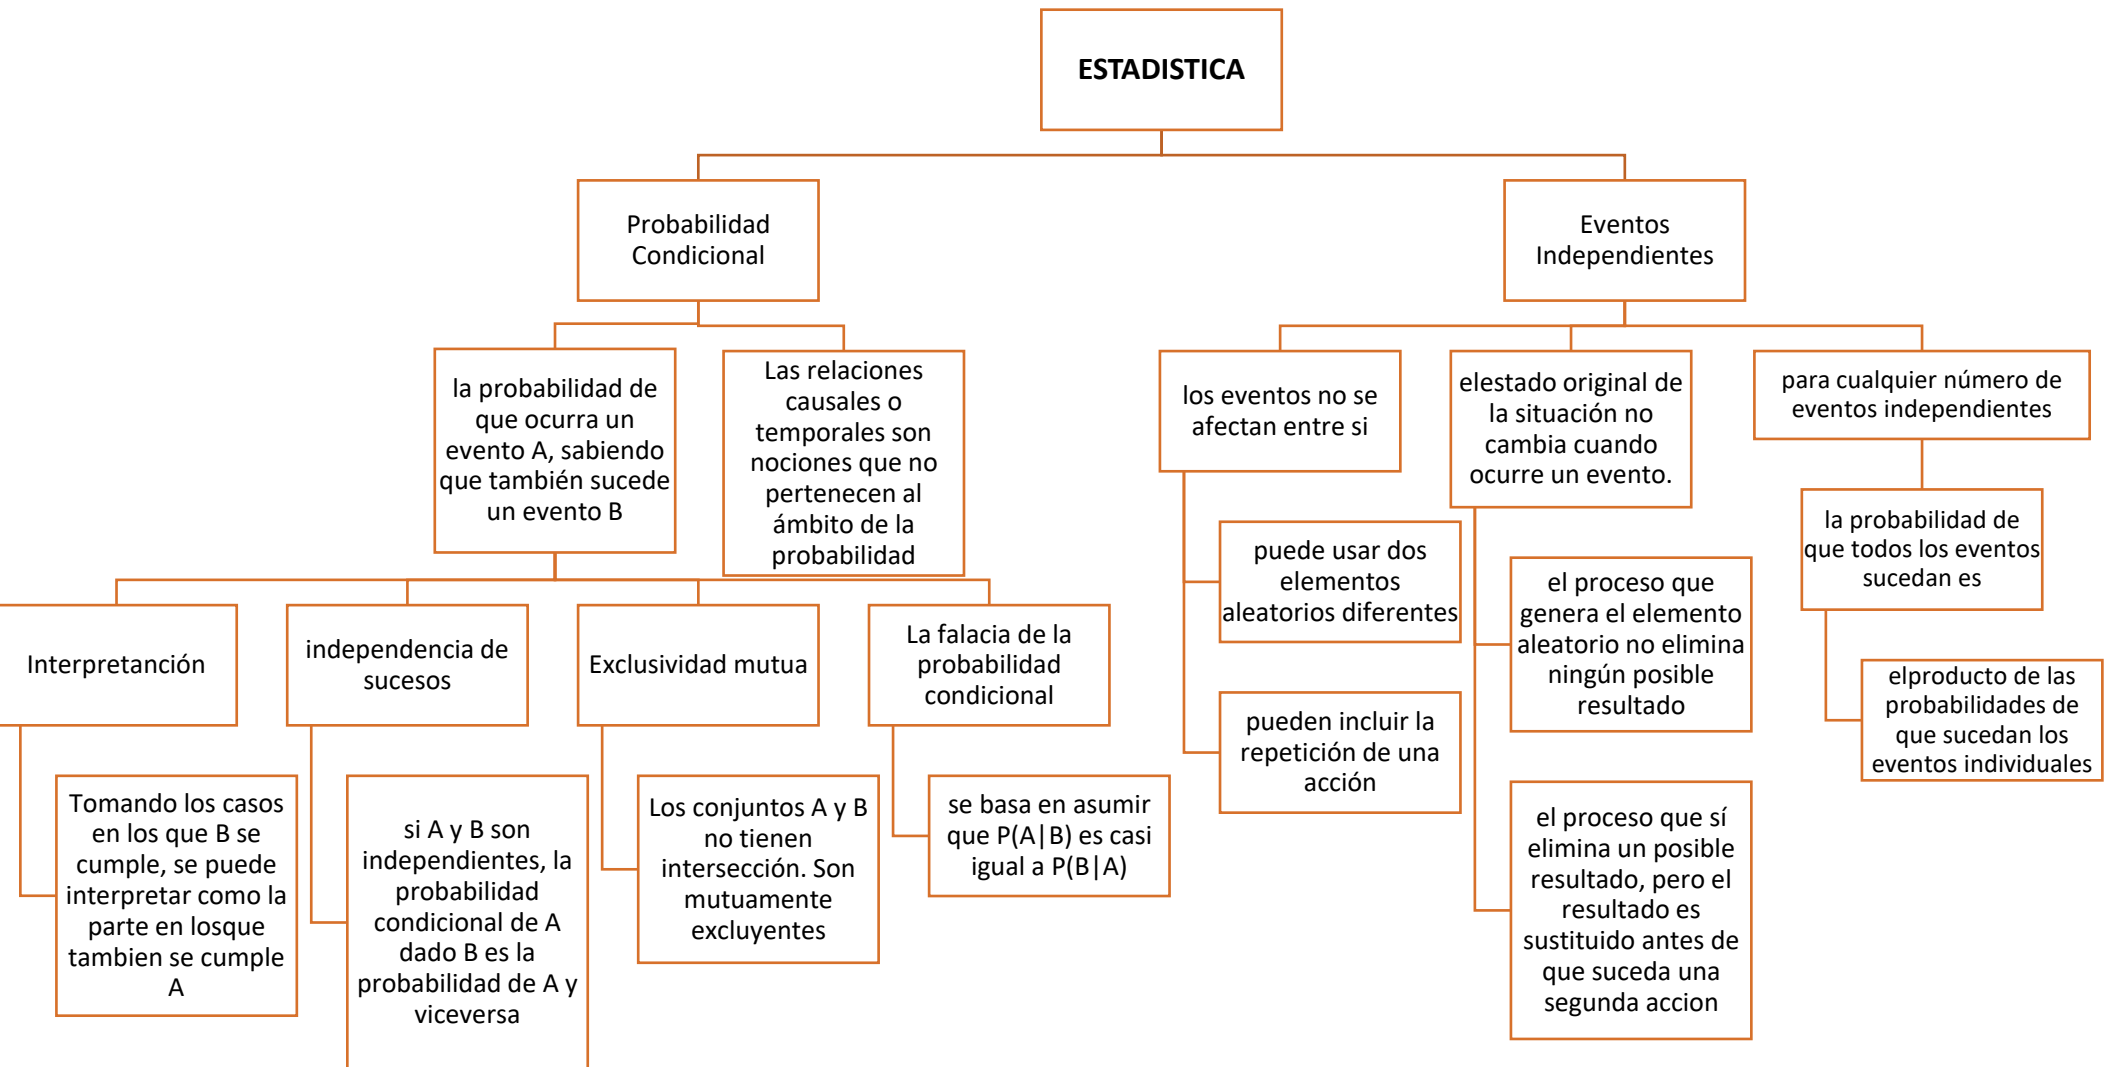 ESTADISTICA
Probabilidad
Condicional
Eventos
Independientes
la probabilidad de
que ocurra un
evento A, sabiendo
que también sucede
un evento B
Las relaciones
causales o
temporales son
nociones que no
pertenecen al
ámbito de la
probabilidad
los eventos no se
afectan entre si
elestado original de
la situación no
cambia cuando
ocurre un evento.
para cualquier número de
eventos independientes
la probabilidad de
que todos los eventos
sucedan es
puede usar dos
elementos
aleatorios diferentes
el proceso que
genera el elemento
aleatorio no elimina
ningún posible
resultado
Interpretanción
independencia de
sucesos
Exclusividad mutua
La falacia de la
probabilidad
condicional
pueden incluir la
repetición de una
acción
elproducto de las
probabilidades de
que sucedan los
eventos individuales
Tomando los casos
en los que B se
cumple, se puede
interpretar como la
parte en losque
tambien se cumple
A
si A y B son
independientes, la
probabilidad
condicional de A
dado B es la
probabilidad de A y
viceversa
Los conjuntos A y B
no tienen
intersección. Son
mutuamente
excluyentes
se basa en asumir
que P(A|B) es casi
igual a P(B|A)
el proceso que sí
elimina un posible
resultado, pero el
resultado es
sustituido antes de
que suceda una
segunda accion